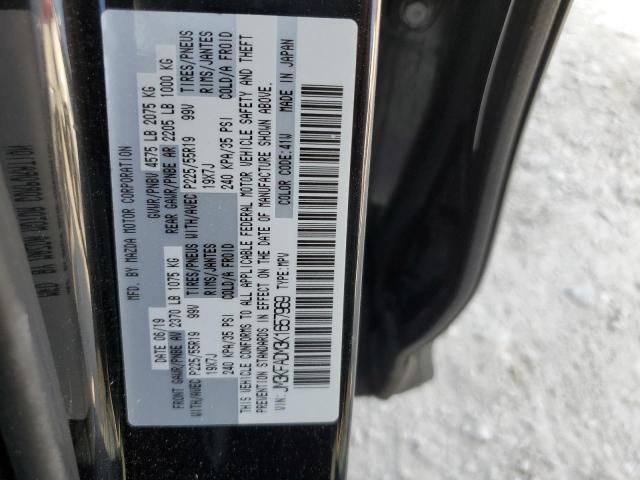 MFD. BY MAZDA MOTOR CORPORATION
DATE 06/19 GVWR/PNBV 4575 LB 2075 KG
FRONT GAWR/PNBE AV 2370 LB 1075 KG REAR GAWR/PNBE AR 2205 LB 1000 KG
WITH/AVEC P225/55R19 99V TIRES/PNEUS WITH/AVEC P225/55R19 99V TIRES/PNEUS
19X7J RIMS/JANTES 19X7J RIMS/JANTES
240 KPA/35 PSI COLD/A FROID 240 KPA/35 PSI COLD/A FROID
THIS VEHICLE CONFORMS TO ALL APPLICABLE FEDERAL MOTOR VEHICLE SAFETY AND THEFT
PREVENTION STANDARDS IN EFFECT ON THE DATE OF MANUFACTURE SHOWN ABOVE.
VIN: JM3KFADM3K1657969 TYPE: MPV COLOR CODE: 41W MADE IN JAPAN